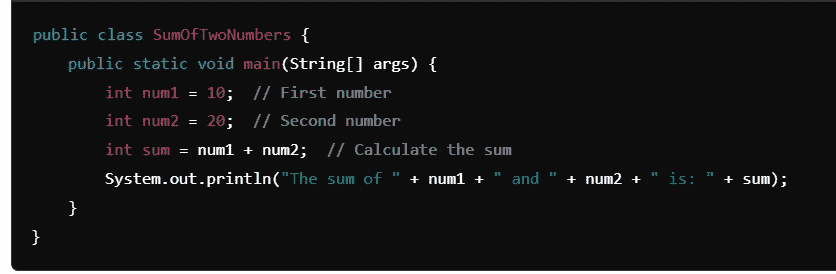 public class SumOfTwoNumbers {
    public static void main(String[] args) {
        int num1 = 10;  // First number
        int num2 = 20;  // Second number
        int sum = num1 + num2;  // Calculate the sum
        System.out.println("The sum of " + num1 + " and " + num2 + " is: " + sum);
    }
}